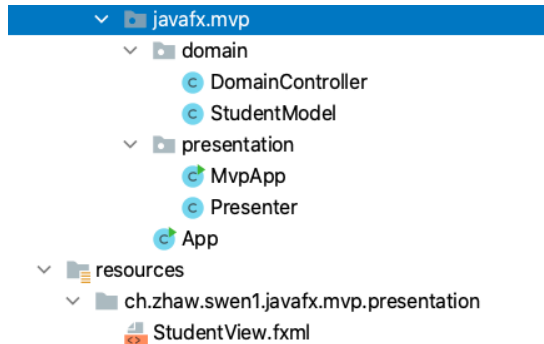 javafx.mvp
domain
DomainController
StudentModel
presentation
MvpApp
Presenter
App
resources
ch.zhaw.swen1.javafx.mvp.presentation
StudentView.fxml